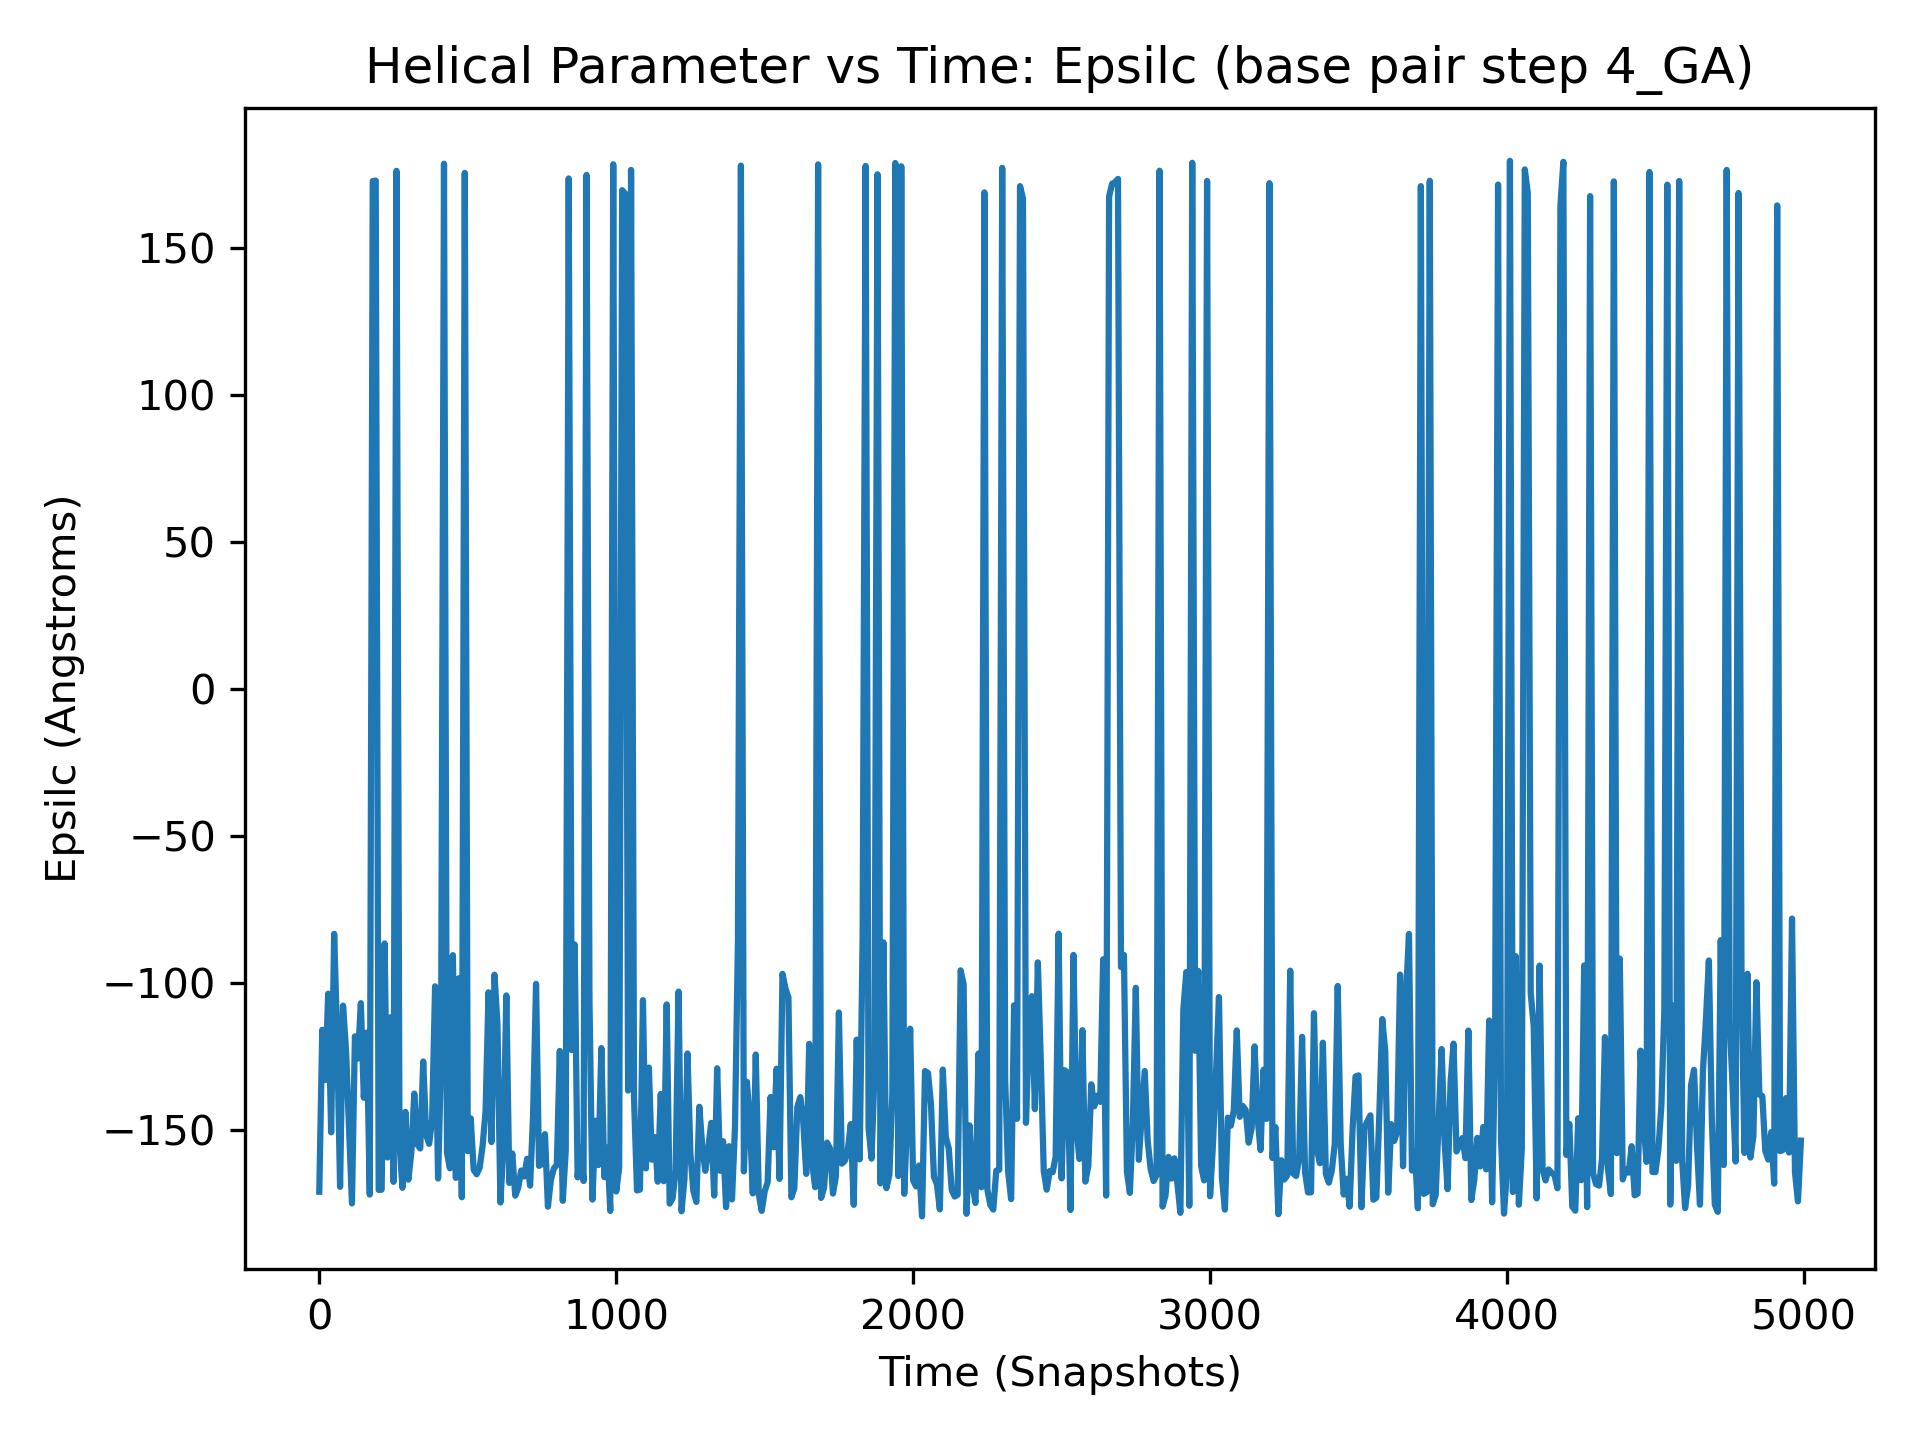 Helical Parameter vs Time: Epsilc (base pair step 4_GA)
150
100
50
0
−50
−100
−150
Epsilc (Angstroms)
0 1000 2000 3000 4000 5000
Time (Snapshots)